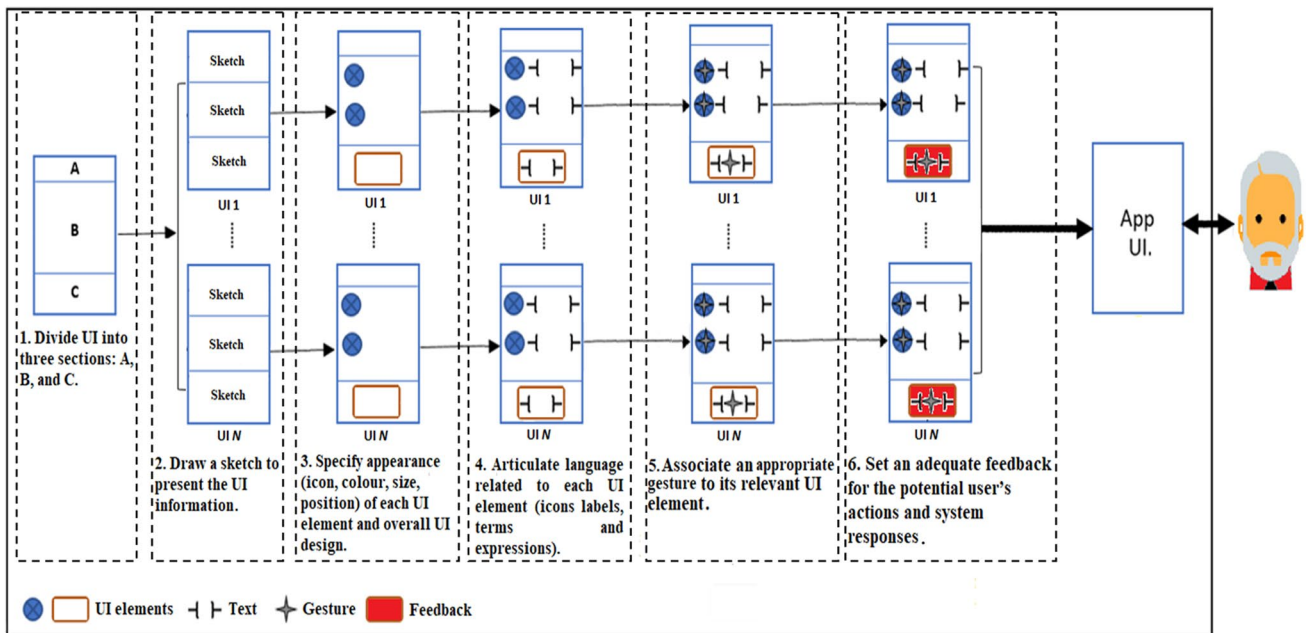 A
B
C
1. Divide UI into
three sections: A,
B, and C.
Sketch
Sketch
Sketch
UI 1
Sketch
Sketch
Sketch
UI N
2. Draw a sketch to
present the UI
information.
UI 1
UI N
3. Specify appearance
(icon, colour, size,
position) of each UI
element and overall UI
design.
UI 1
UI N
4. Articulate language
related to each UI
element (icons labels,
terms and
expressions).
UI 1
UI N
5. Associate an appropriate
gesture to its relevant UI
element.
UI 1
UI N
6. Set an adequate feedback
for the potential user's
actions and system
responses.
App
UI.
UI elements
Text
Gesture
Feedback